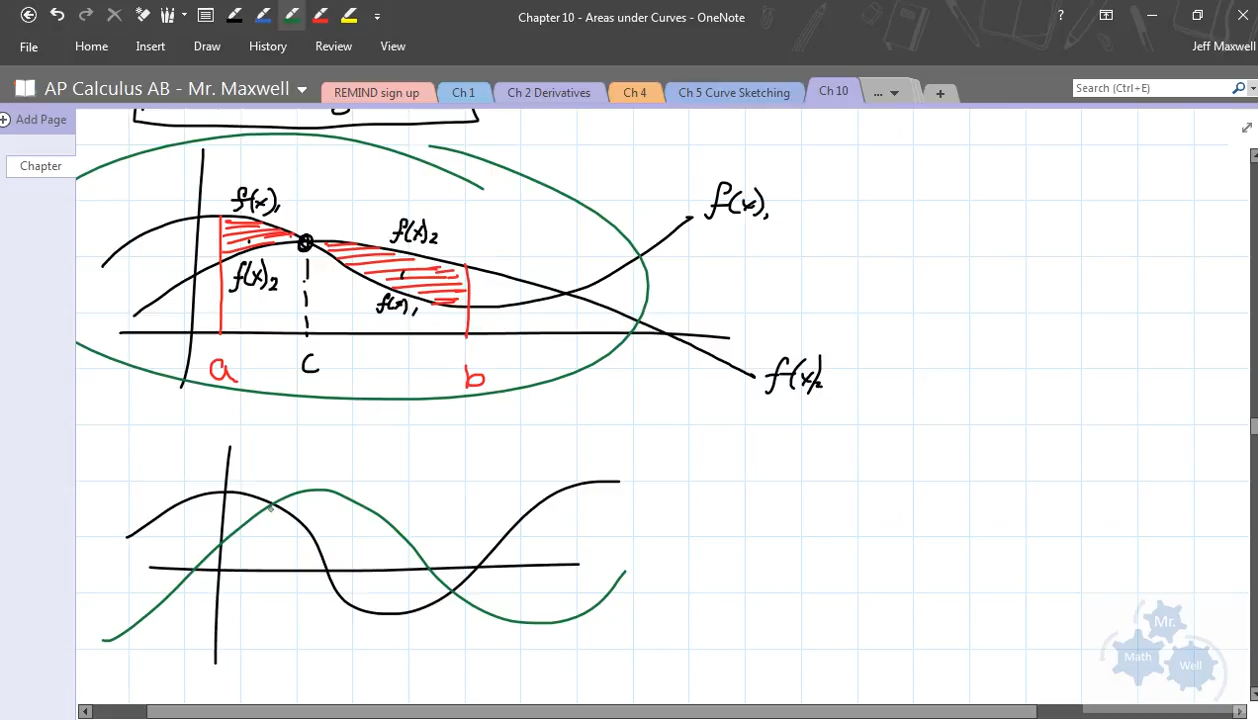 Chapter 10 - Areas under Curves - OneNote
?
File Home Insert Draw History Review View
Jeff Maxwell
AP Calculus AB - Mr. Maxwell
REMIND sign up
Ch 1
Ch 2 Derivatives
Ch 4
Ch 5 Curve Sketching
Ch 10
...
Search (Ctrl+E)
Add Page
Chapter
f(x)₁
f(x)₁
f(x)₂
f(x)₂
f(x)₁
a
c
b
f(x)₂
Mr.
Math
Well